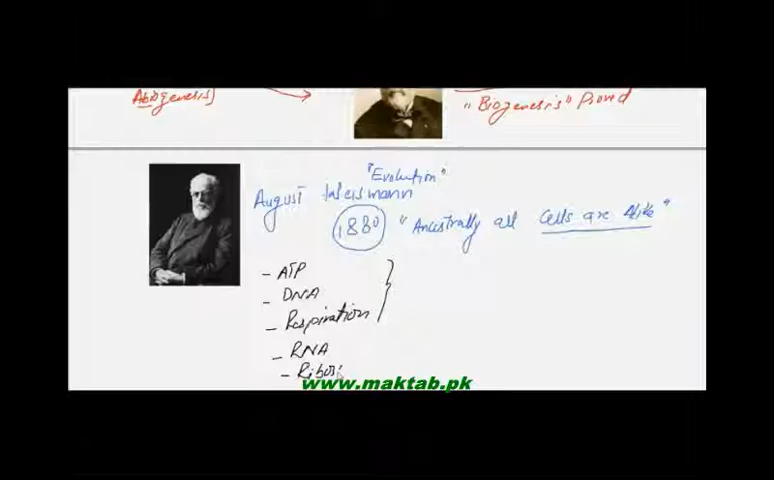 Abiogenesis
"Biogenesis" Proved
"Evolution"
August Weismann
1880 "Ancestrally all Cells are Alike"
- ATP
- DNA
- Respiration
- RNA
- Ribos
www.maktab.pk